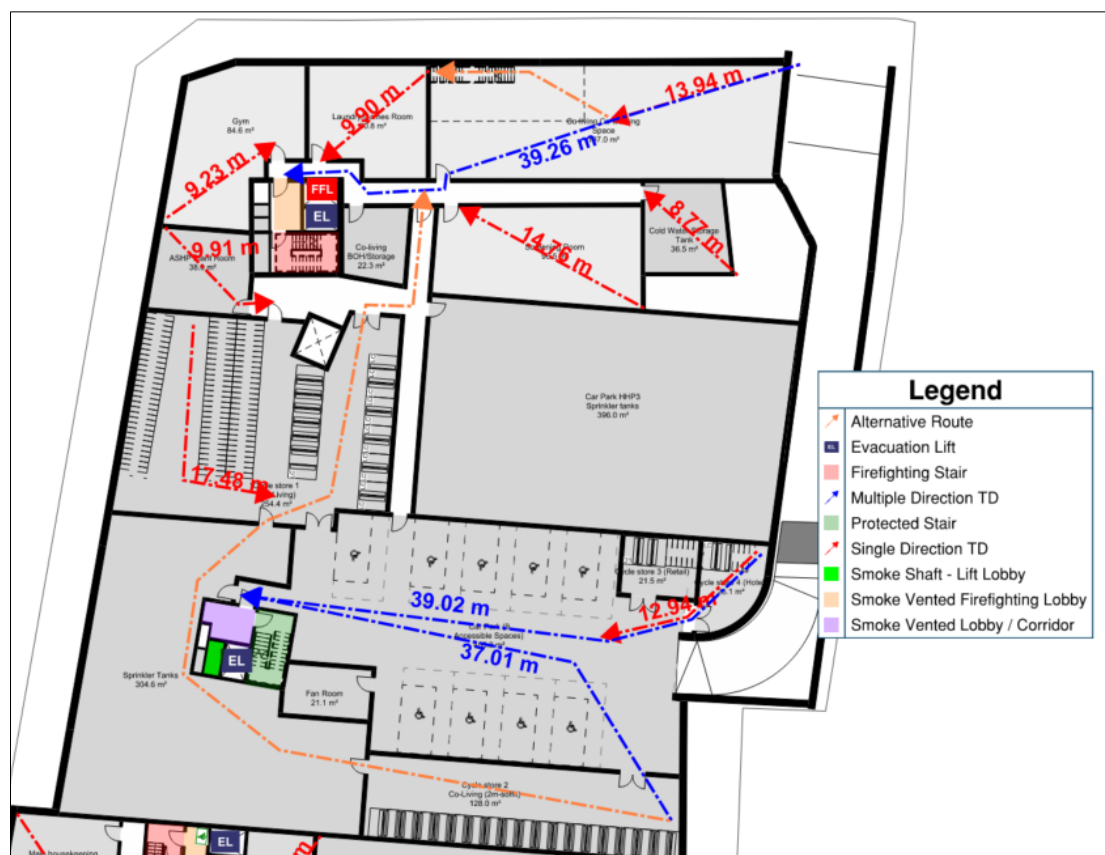 13.94 m
9.90 m
Gym
84.6 m²
Space
39.26 m
9.23 m
FFL
EL
8.77 m
Cold Water Storage
Tank
36.5 m²
14.76 m
9.91 m
Co-living
BOH/Storage
22.3 m²
Car Park HHP3
Sprinkler tanks
396.0 m²
Legend
Alternative Route
EL
Evacuation Lift
Firefighting Stair
Multiple Direction TD
Protected Stair
Single Direction TD
Smoke Shaft - Lift Lobby
Smoke Vented Firefighting Lobby
Smoke Vented Lobby / Corridor
17.48 m
Cycle store 3 (Retail)
21.5 m²
12.94 m
39.02 m
Accessible Spaces)
37.01 m
EL
Sprinkler Tanks
304.6 m²
Fan Room
21.1 m²
Cycle store 2
128.0 m²
EL